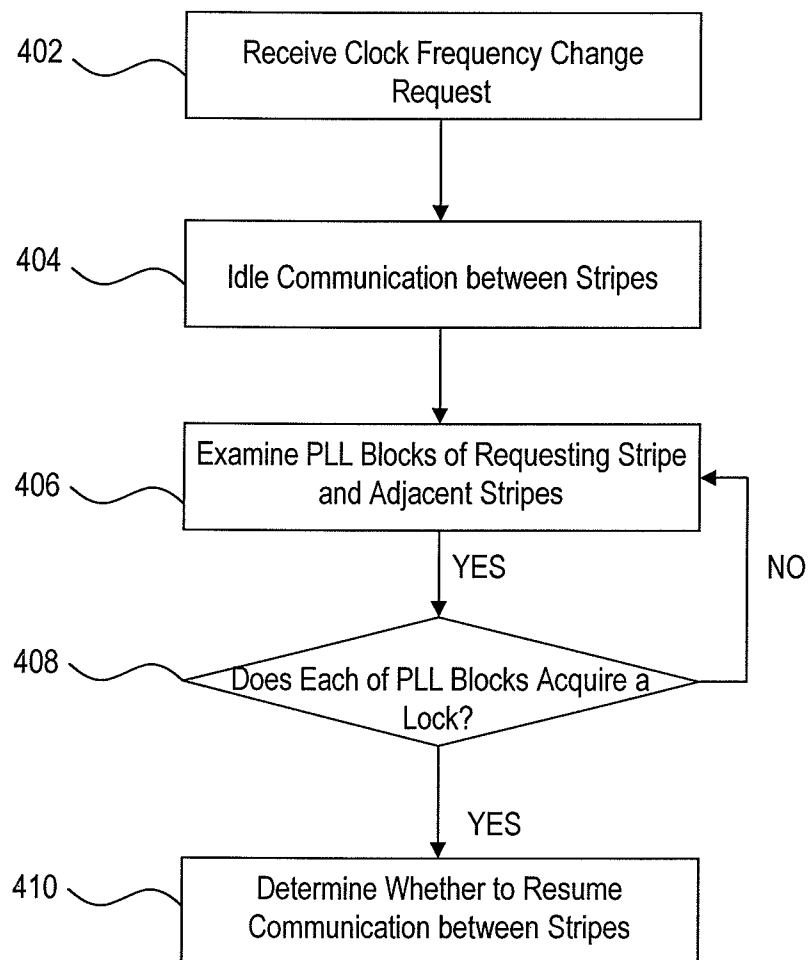 402
Receive Clock Frequency Change
Request
404
Idle Communication between Stripes
406
Examine PLL Blocks of Requesting Stripe
and Adjacent Stripes
YES
NO
408
Does Each of PLL Blocks Acquire a
Lock?
YES
410
Determine Whether to Resume
Communication between Stripes